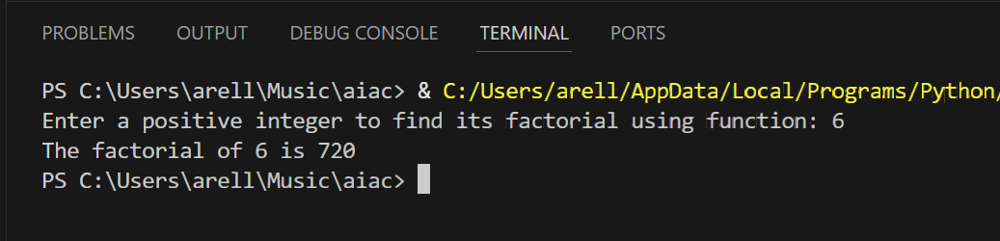 PROBLEMS OUTPUT DEBUG CONSOLE TERMINAL PORTS
PS C:\Users\arell\Music\aiac> & C:/Users/arell/AppData/Local/Programs/Python/
Enter a positive integer to find its factorial using function: 6
The factorial of 6 is 720
PS C:\Users\arell\Music\aiac>